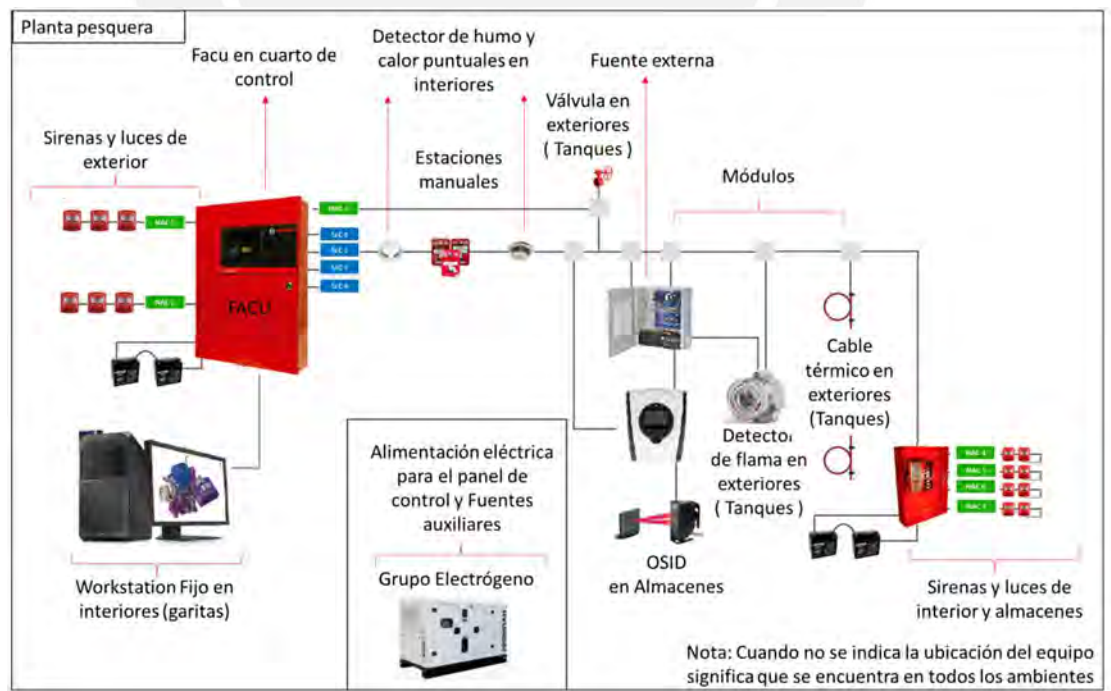 Planta pesquera
Facu en cuarto de
control
Detector de humo y
calor puntuales en
interiores
Fuente externa
Válvula en
exteriores
( Tanques )
Sirenas y luces de
exterior
Estaciones
manuales
Módulos
FACU
Cable
térmico en
exteriores
(Tanques)
Detector
de flama en
exteriores
( Tanques )
Alimentación eléctrica
para el panel de
control y Fuentes
auxiliares
Grupo Electrógeno
OSID
en Almacenes
Workstation Fijo en
interiores (garitas)
Sirenas y luces de
interior y almacenes
Nota: Cuando no se indica la ubicación del equipo
significa que se encuentra en todos los ambientes